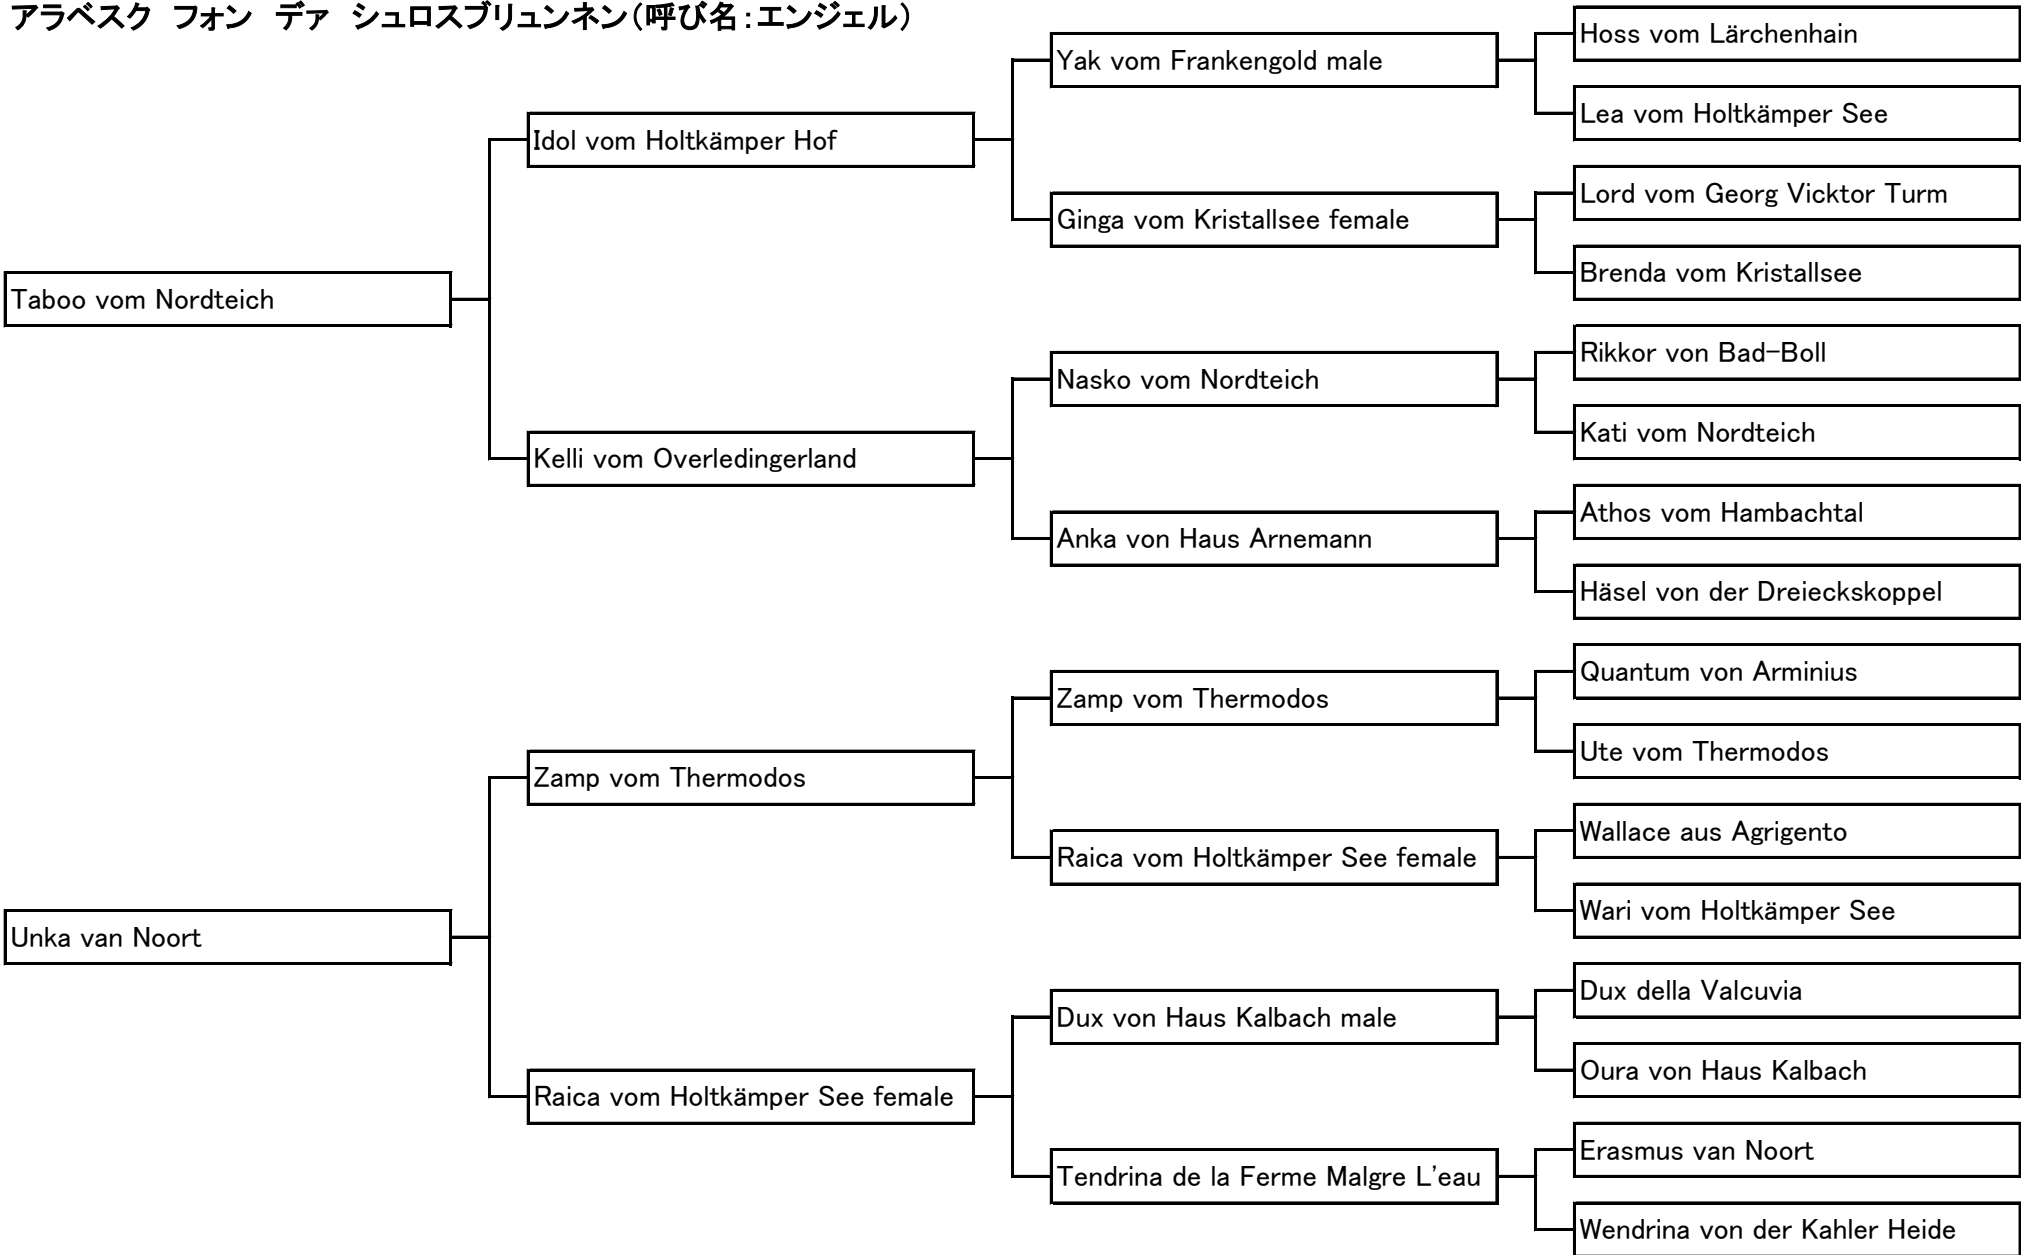 アラベスク　フォン　デァ　シュロスブリュンネン（呼び名：エンジェル）
Hoss vom Lärchenhain
Yak vom Frankengold male
Lea vom Holtkämper See
Idol vom Holtkämper Hof
Lord vom Georg Vicktor Turm
Ginga vom Kristallsee female
Brenda vom Kristallsee
Taboo vom Nordteich
Rikkor von Bad-Boll
Nasko vom Nordteich
Kati vom Nordteich
Kelli vom Overledingerland
Athos vom Hambachtal
Anka von Haus Arnemann
Häsel von der Dreieckskoppel
Quantum von Arminius
Zamp vom Thermodos
Ute vom Thermodos
Zamp vom Thermodos
Wallace aus Agrigento
Raica vom Holtkämper See female
Wari vom Holtkämper See
Unka van Noort
Dux della Valcuvia
Dux von Haus Kalbach male
Oura von Haus Kalbach
Raica vom Holtkämper See female
Erasmus van Noort
Tendrina de la Ferme Malgre L'eau
Wendrina von der Kahler Heide